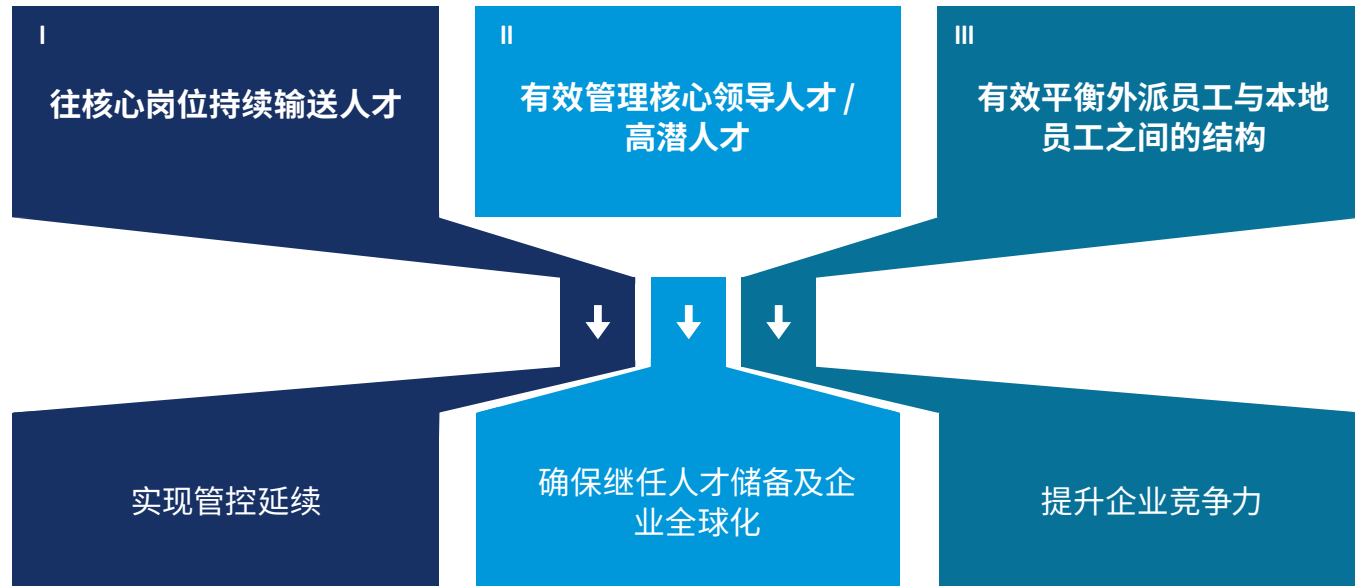 I
往核心岗位持续输送人才
II
有效管理核心领导人才 /
高潜人才
III
有效平衡外派员工与本地
员工之间的结构
实现管控延续
确保继任人才储备及企
业全球化
提升企业竞争力